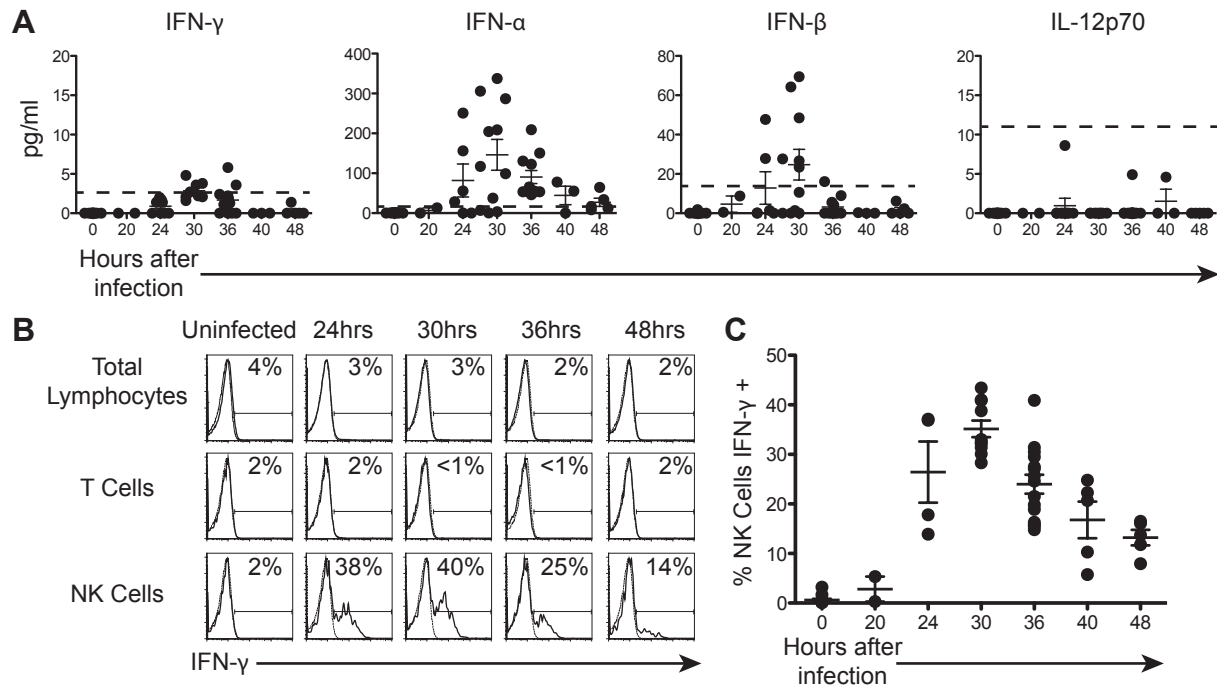 A
IFN-γ
IFN-α
IFN-β
IL-12p70
pg/ml
20
15
10
5
0
0 20 24 30 36 40 48
400
300
200
100
0
0 20 24 30 36 40 48
80
60
40
20
0
0 20 24 30 36 40 48
20
15
10
5
0
0 20 24 30 36 40 48
Hours after
infection
B
Uninfected 24hrs 30hrs 36hrs 48hrs
Total
Lymphocytes
4% 3% 3% 2% 2%
T Cells
2% 2% <1% <1% 2%
NK Cells
2% 38% 40% 25% 14%
IFN-γ
C
% NK Cells IFN-γ +
50
40
30
20
10
0
0 20 24 30 36 40 48
Hours after
infection